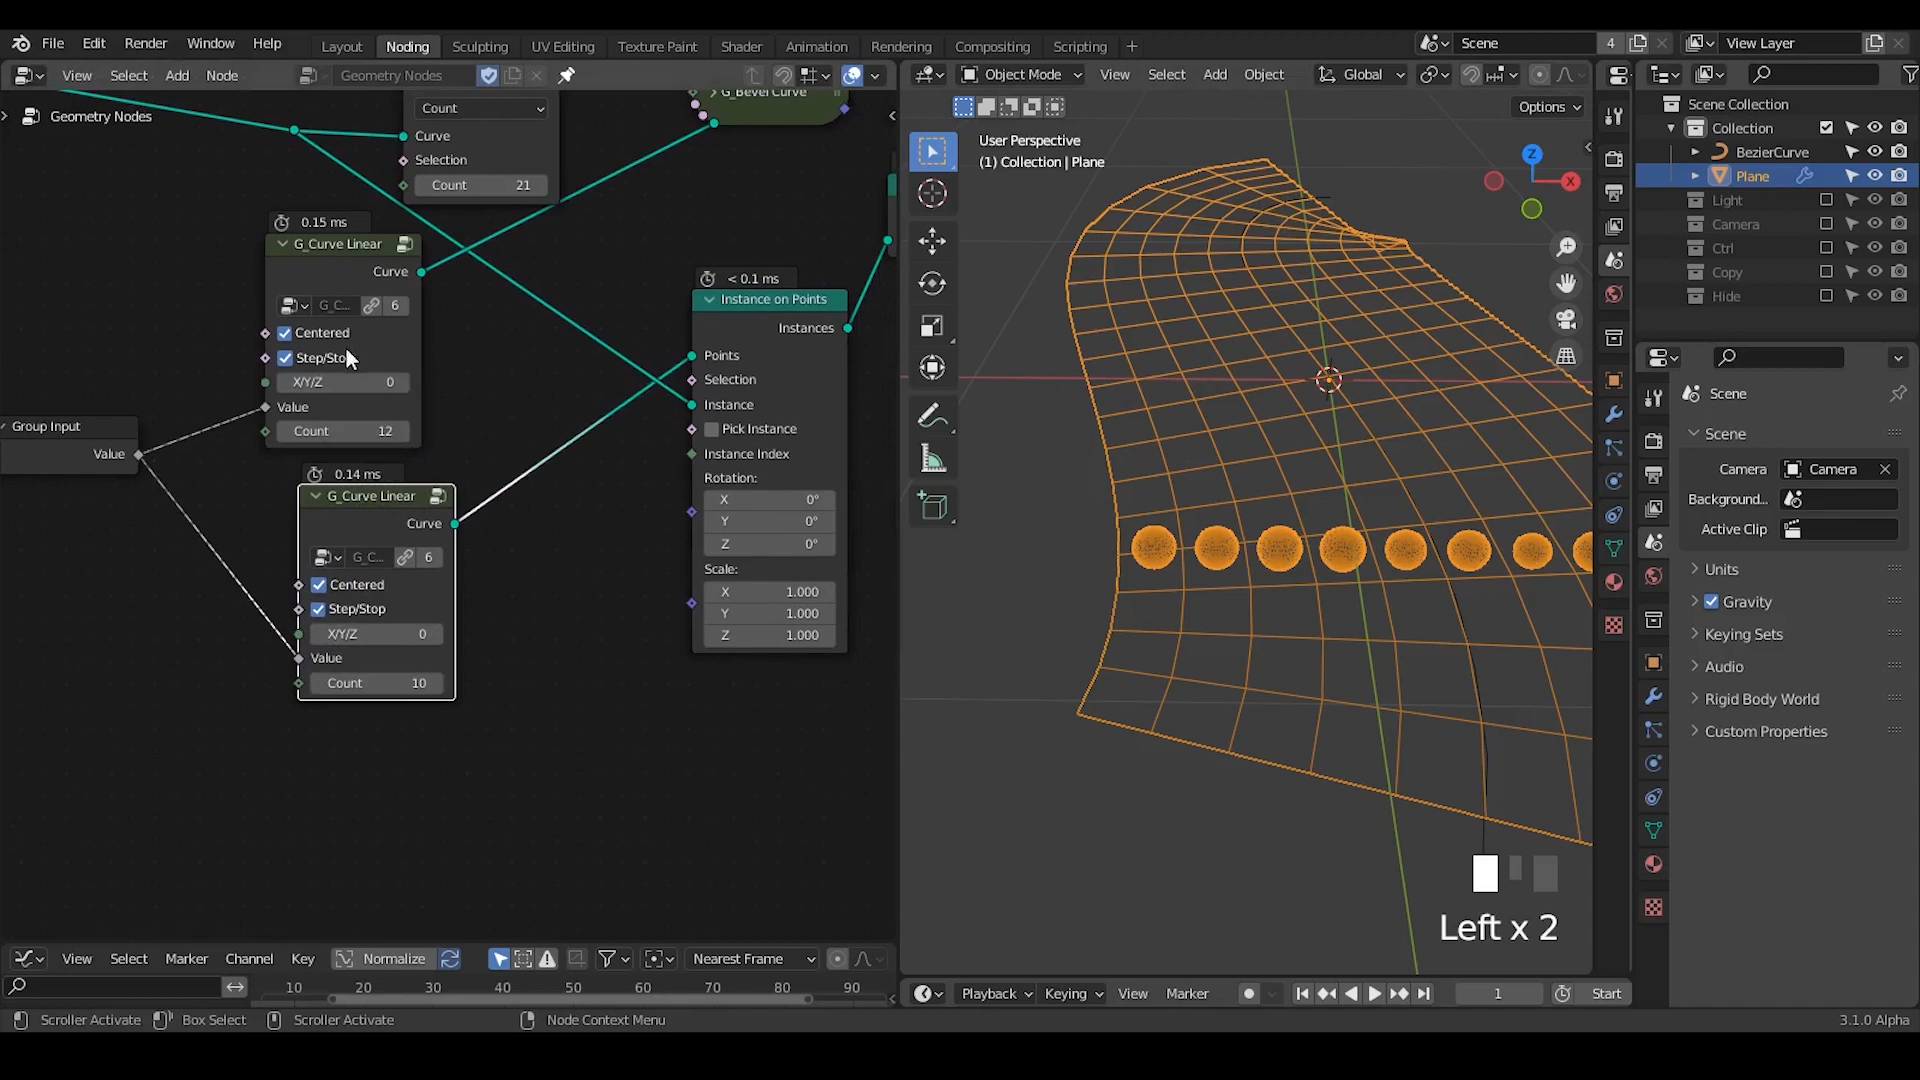 File Edit Render Window Help Layout Noding Sculpting UV Editing Texture Paint Shader Animation Rendering Compositing Scripting + Scene 4 View Layer
View Select Add Node Geometry Nodes
Object Mode View Select Add Object Global
Options
Geometry Nodes
Count
Curve
Selection
Count 21
G_Bevel Curve
0.15 ms
G_Curve Linear
Curve
G_C... 6
Centered
Step/Sto
X/Y/Z 0
Value
Count 12
Group Input
Value
0.14 ms
G_Curve Linear
Curve
G_C... 6
Centered
Step/Stop
X/Y/Z 0
Value
Count 10
< 0.1 ms
Instance on Points
Instances
Points
Selection
Instance
Pick Instance
Instance Index
Rotation:
X 0°
Y 0°
Z 0°
Scale:
X 1.000
Y 1.000
Z 1.000
User Perspective
(1) Collection | Plane
Z
X
Left x 2
Scene Collection
Collection
BezierCurve
Plane
Light
Camera
Ctrl
Copy
Hide
Scene
Scene
Camera Camera
Background...
Active Clip
Units
Gravity
Keying Sets
Audio
Rigid Body World
Custom Properties
View Select Marker Channel Key Normalize Nearest Frame
10 20 30 40 50 60 70 80 90
Playback Keying View Marker 1 Start
Scroller Activate Box Select Scroller Activate Node Context Menu 3.1.0 Alpha